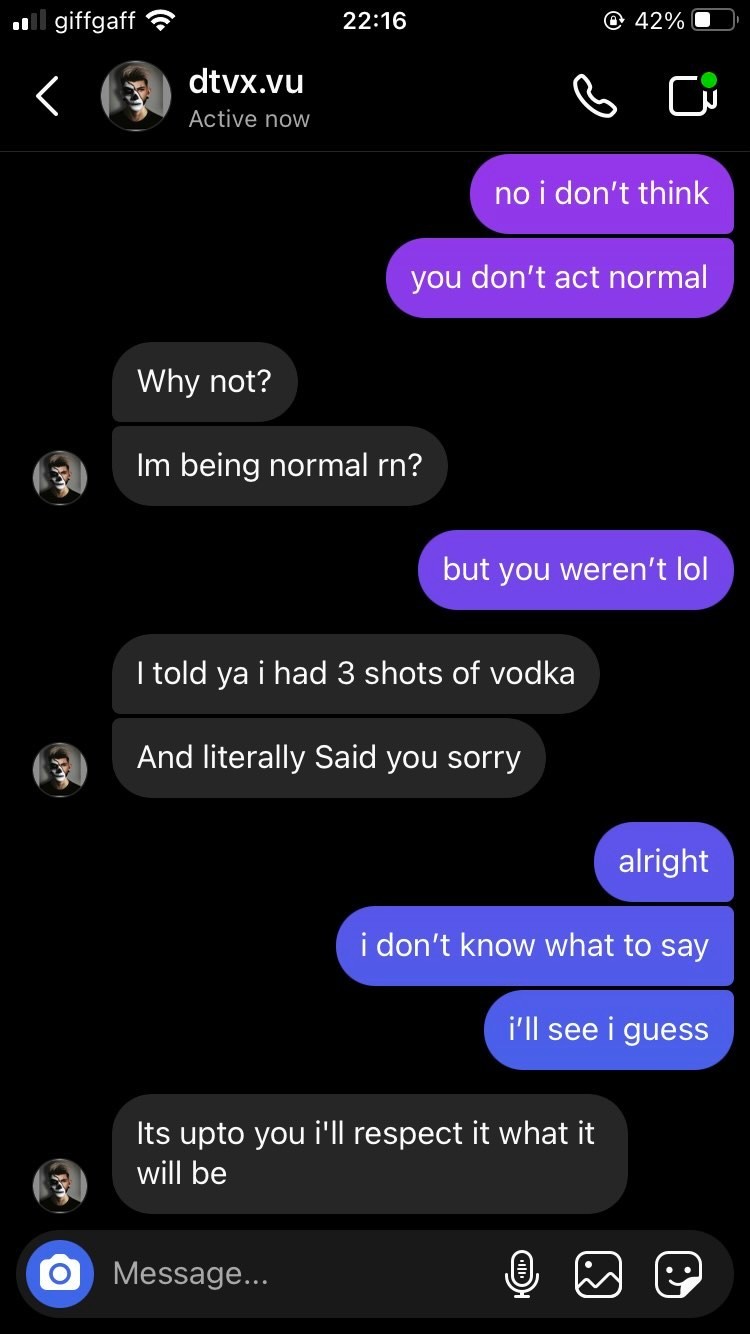 giffgaff 22:16 42%
dtvx.vu
Active now
no i don’t think
you don’t act normal
Why not?
Im being normal rn?
but you weren’t lol
I told ya i had 3 shots of vodka
And literally Said you sorry
alright
i don’t know what to say
i’ll see i guess
Its upto you i'll respect it what it
will be
Message...